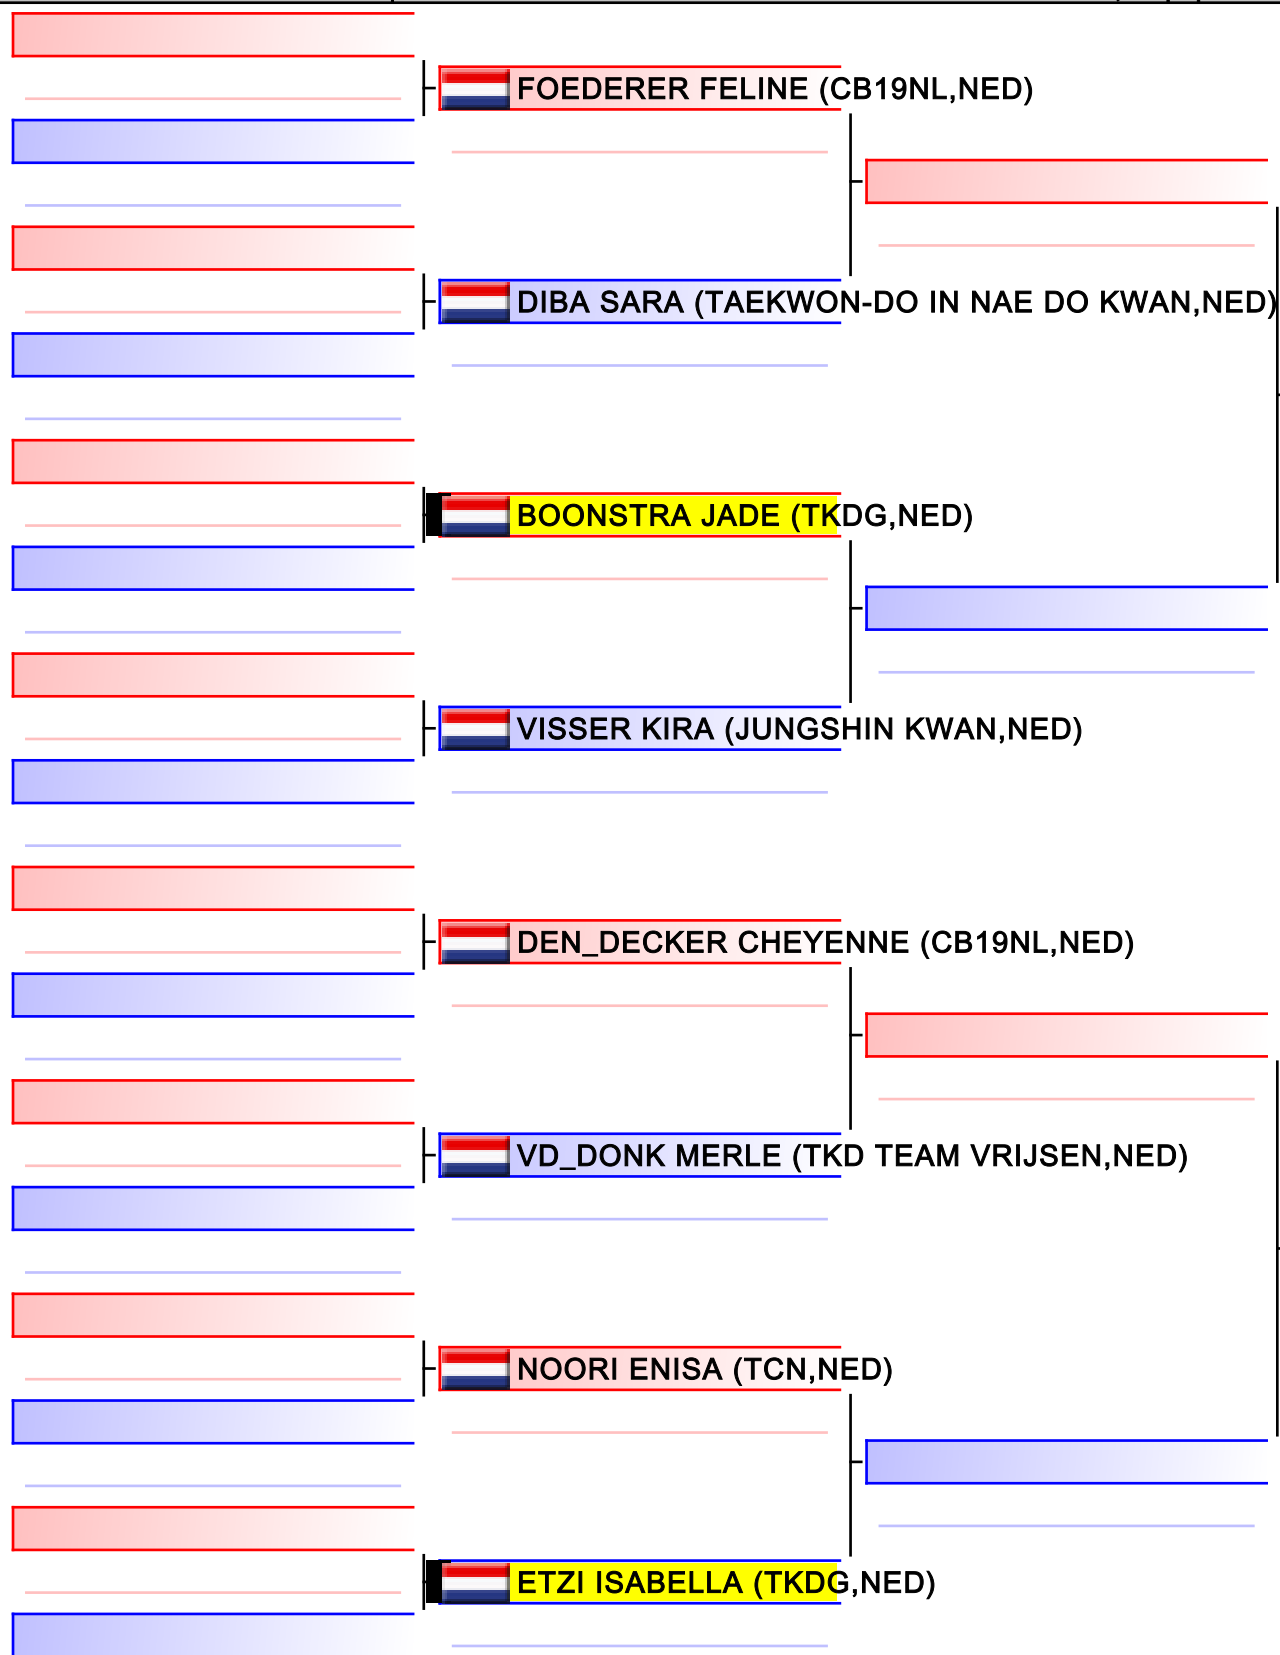 FOEDERER FELINE (CB19NL,NED)
DIBA SARA (TAEKWON-DO IN NAE DO KWAN,NED)
BOONSTRA JADE (TKDG,NED)
VISSER KIRA (JUNGSHIN KWAN,NED)
DEN_DECKER CHEYENNE (CB19NL,NED)
VD_DONK MERLE (TKD TEAM VRIJSEN,NED)
NOORI ENISA (TCN,NED)
ETZI ISABELLA (TKDG,NED)